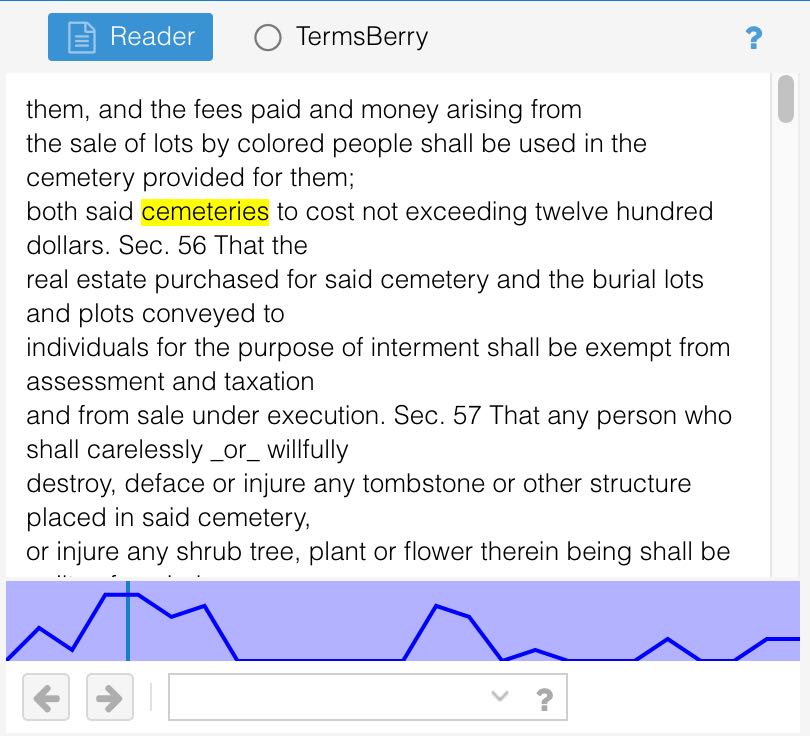 Reader
TermsBerry
?
them, and the fees paid and money arising from
the sale of lots by colored people shall be used in the
cemetery provided for them;
both said cemeteries to cost not exceeding twelve hundred
dollars. Sec. 56 That the
real estate purchased for said cemetery and the burial lots
and plots conveyed to
individuals for the purpose of interment shall be exempt from
assessment and taxation
and from sale under execution. Sec. 57 That any person who
shall carelessly _or_ willfully
destroy, deface or injure any tombstone or other structure
placed in said cemetery,
or injure any shrub tree, plant or flower therein being shall be
?